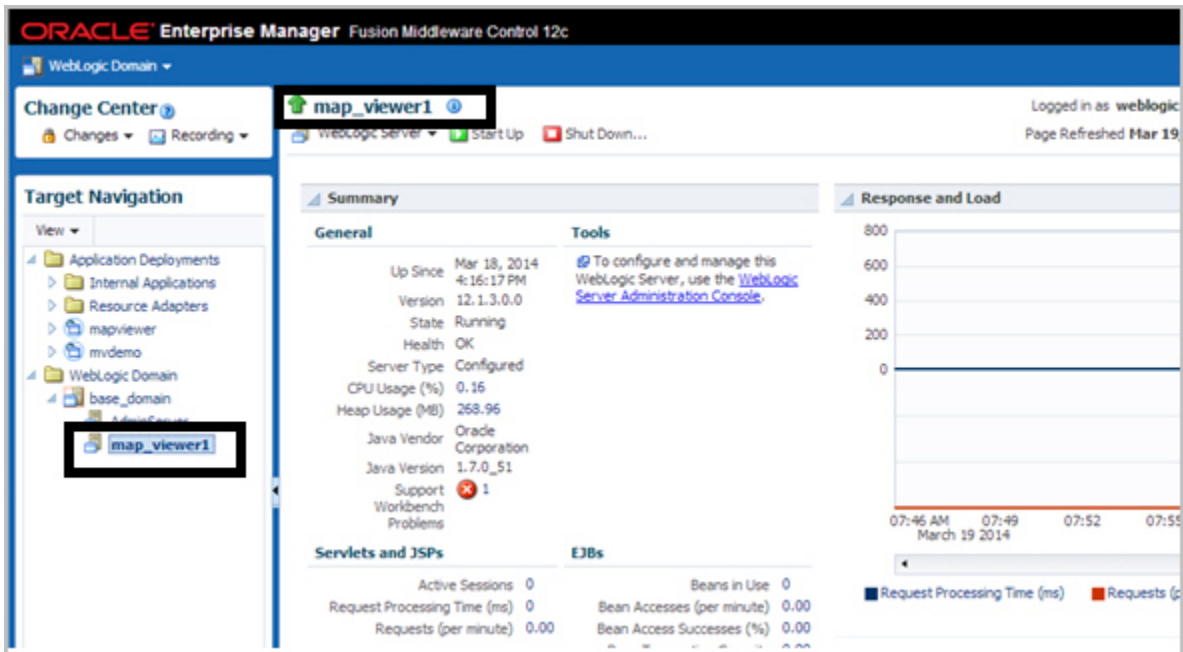 ORACLE Enterprise Manager Fusion Middleware Control 12c
WebLogic Domain
Change Center
Changes Recording
map_viewer1
WebLogic Server Start Up Shut Down...
Logged in as weblogic
Page Refreshed Mar 19,
Target Navigation
View
Application Deployments
Internal Applications
Resource Adapters
mapviewer
mvdemo
WebLogic Domain
base_domain
AdminServer
map_viewer1
Summary
General
Up Since Mar 18, 2014
4:16:17 PM
Version 12.1.3.0.0
State Running
Health OK
Server Type Configured
CPU Usage (%) 0.16
Heap Usage (MB) 268.96
Java Vendor Oracle
Corporation
Java Version 1.7.0_51
Support 1
Workbench
Problems
Tools
To configure and manage this
WebLogic Server, use the WebLogic
Server Administration Console.
Servlets and JSPs
Active Sessions 0
Request Processing Time (ms) 0
Requests (per minute) 0.00
EJBs
Beans in Use 0
Bean Accesses (per minute) 0.00
Bean Access Successes (%) 0.00
Response and Load
800
600
400
200
0
07:46 AM 07:49 07:52 07:55
March 19 2014
Request Processing Time (ms) Requests (p